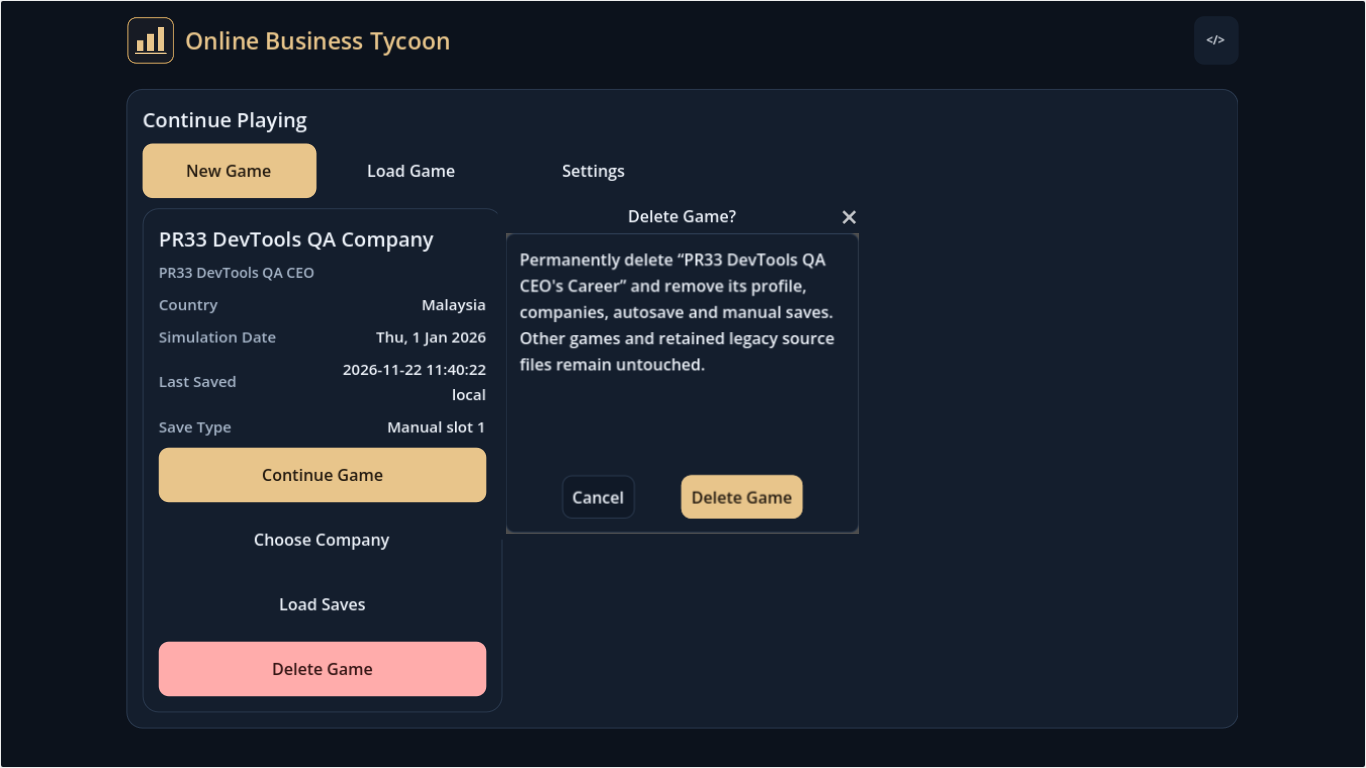 Online Business Tycoon
</>
Continue Playing
New Game
Load Game
Settings
PR33 DevTools QA Company
PR33 DevTools QA CEO
Country
Malaysia
Simulation Date
Thu, 1 Jan 2026
Last Saved
2026-11-22 11:40:22
local
Save Type
Manual slot 1
Continue Game
Choose Company
Load Saves
Delete Game
Delete Game?
Permanently delete “PR33 DevTools QA
CEO's Career” and remove its profile,
companies, autosave and manual saves.
Other games and retained legacy source
files remain untouched.
Cancel
Delete Game